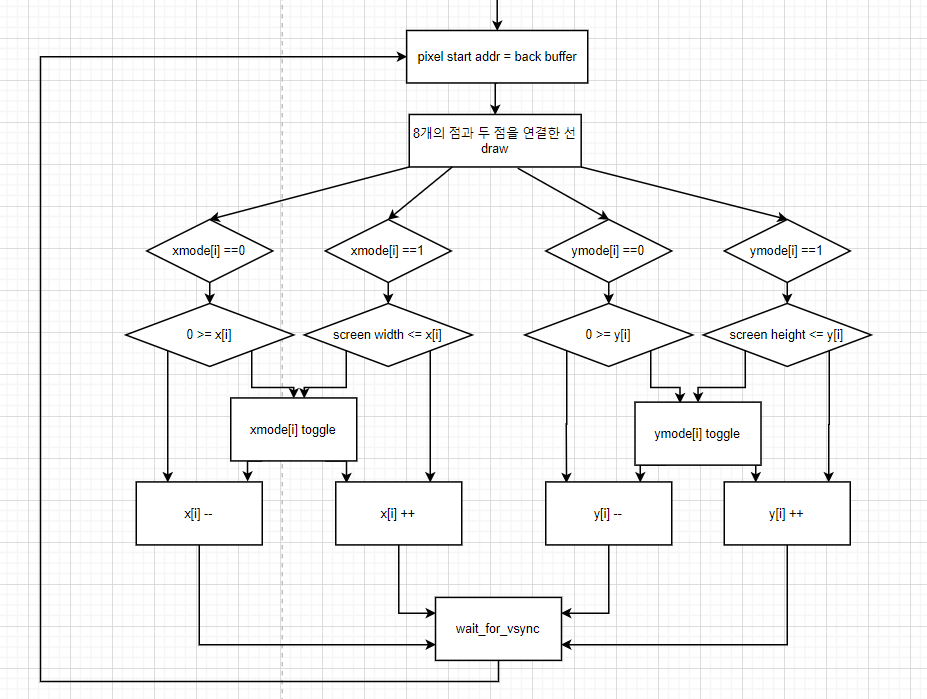 pixel start addr = back buffer
8개의 점과 두 점을 연결한 선
draw
xmode[i] ==0
xmode[i] ==1
ymode[i] ==0
ymode[i] ==1
0 >= x[i]
screen width <= x[i]
0 >= y[i]
screen height <= y[i]
xmode[i] toggle
ymode[i] toggle
x[i] --
x[i] ++
y[i] --
y[i] ++
wait_for_vsync